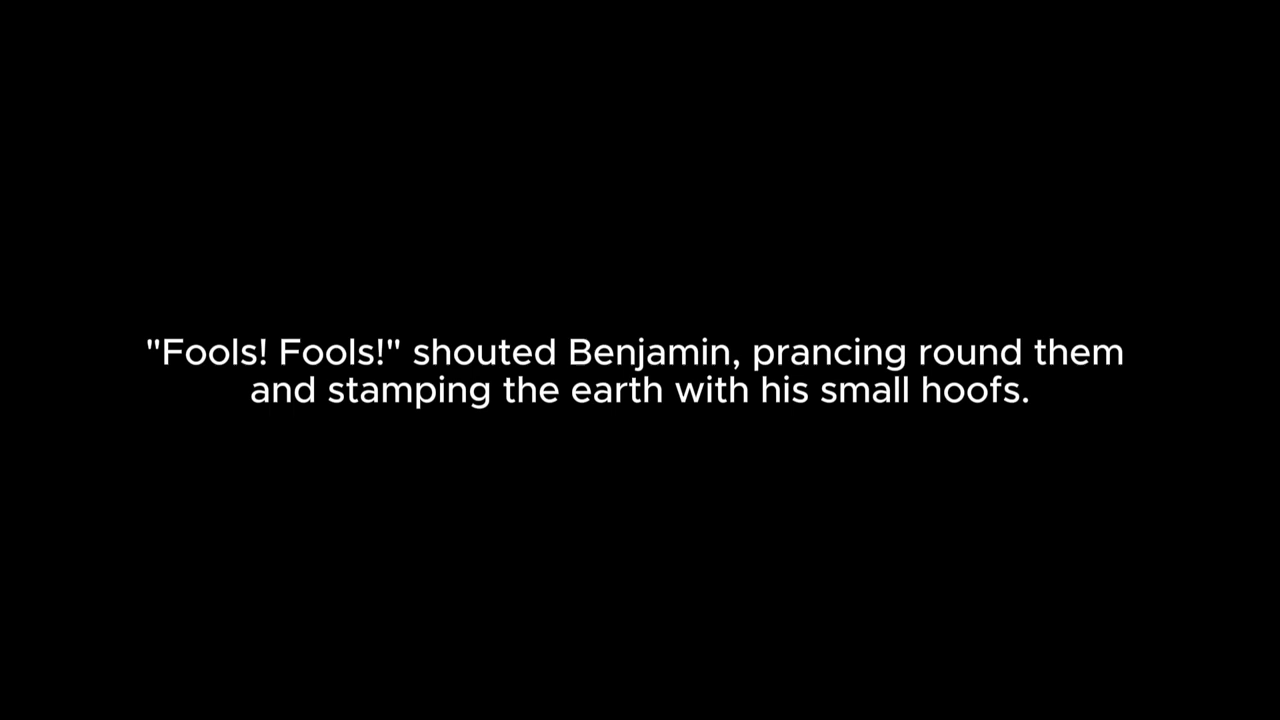 "Fools! Fools!" shouted Benjamin, prancing round them
and stamping the earth with his small hoofs.